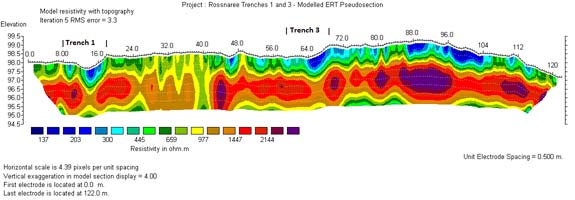 Project : Rossnaree Trenches 1 and 3 - Modelled ERT Pseudosection
Model resistivity with topography
Iteration 5 RMS error = 3.3
Elevation
Trench 1
Trench 3
99.5
99.0
98.5
98.0
97.5
97.0
96.5
96.0
95.5
95.0
94.5
0.0 8.00 16.0 24.0 32.0 40.0 48.0 56.0 64.0 72.0 80.0 88.0 96.0 104 112 120
137 203 300 445 659 977 1447 2144
Resistivity in ohm.m
Unit Electrode Spacing = 0.500 m.
Horizontal scale is 4.39 pixels per unit spacing
Vertical exaggeration in model section display = 4.00
First electrode is located at 0.0 m.
Last electrode is located at 122.0 m.